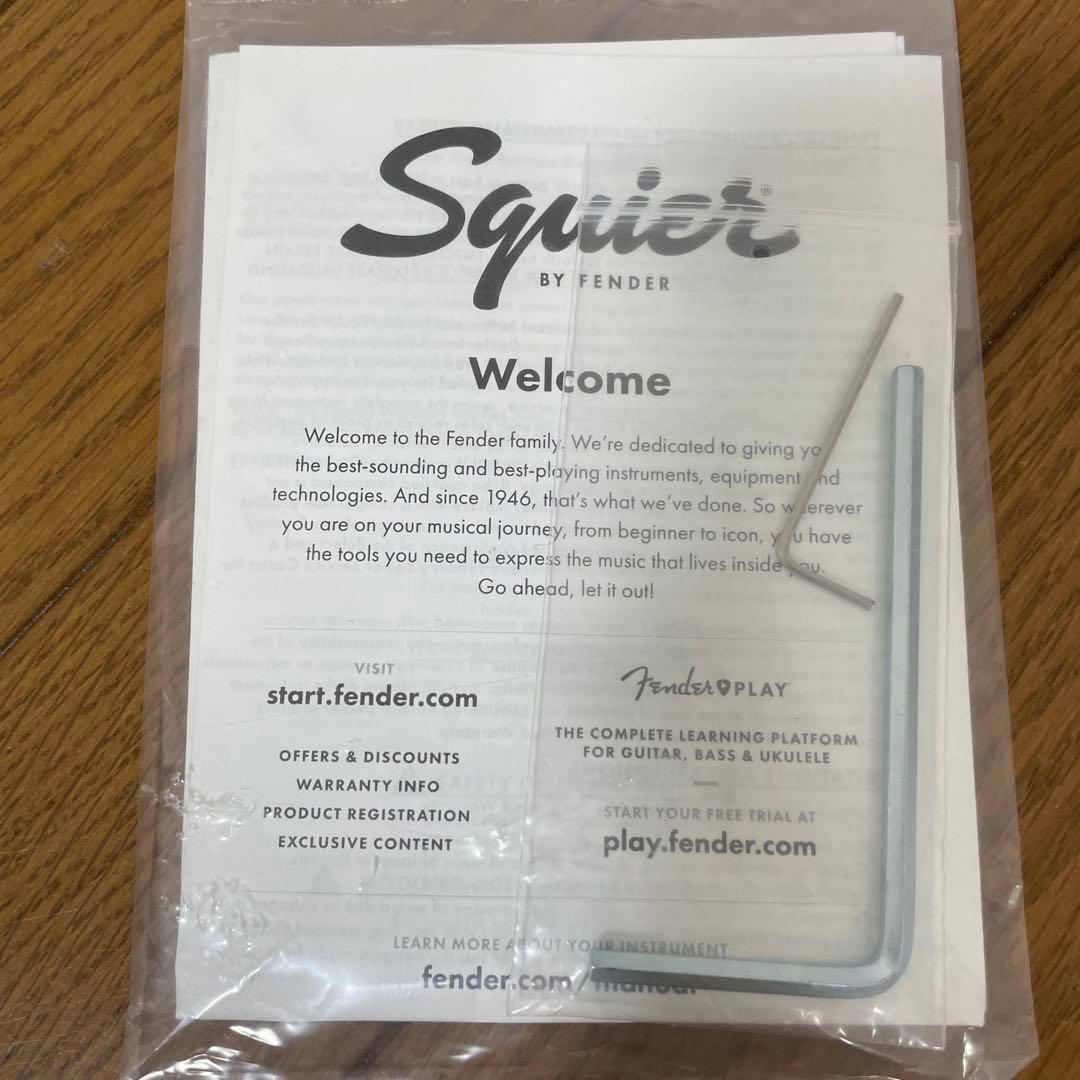 Squier®
BY FENDER
Welcome
Welcome to the Fender family. We're dedicated to giving
the best-sounding and best-playing instruments, equipment
technologies. And since 1946, that's what we've done. So wherever
you are on your musical journey, from beginner to icon, you have
the tools you need to express the music that lives inside you.
Go ahead, let it out!
VISIT
start.fender.com
OFFERS & DISCOUNTS
WARRANTY INFO
PRODUCT REGISTRATION
EXCLUSIVE CONTENT
Fender PLAY
THE COMPLETE LEARNING PLATFORM
FOR GUITAR, BASS & UKULELE
START YOUR FREE TRIAL AT
play.fender.com
LEARN MORE ABOUT YOUR INSTRUMENT
fender.com/manual